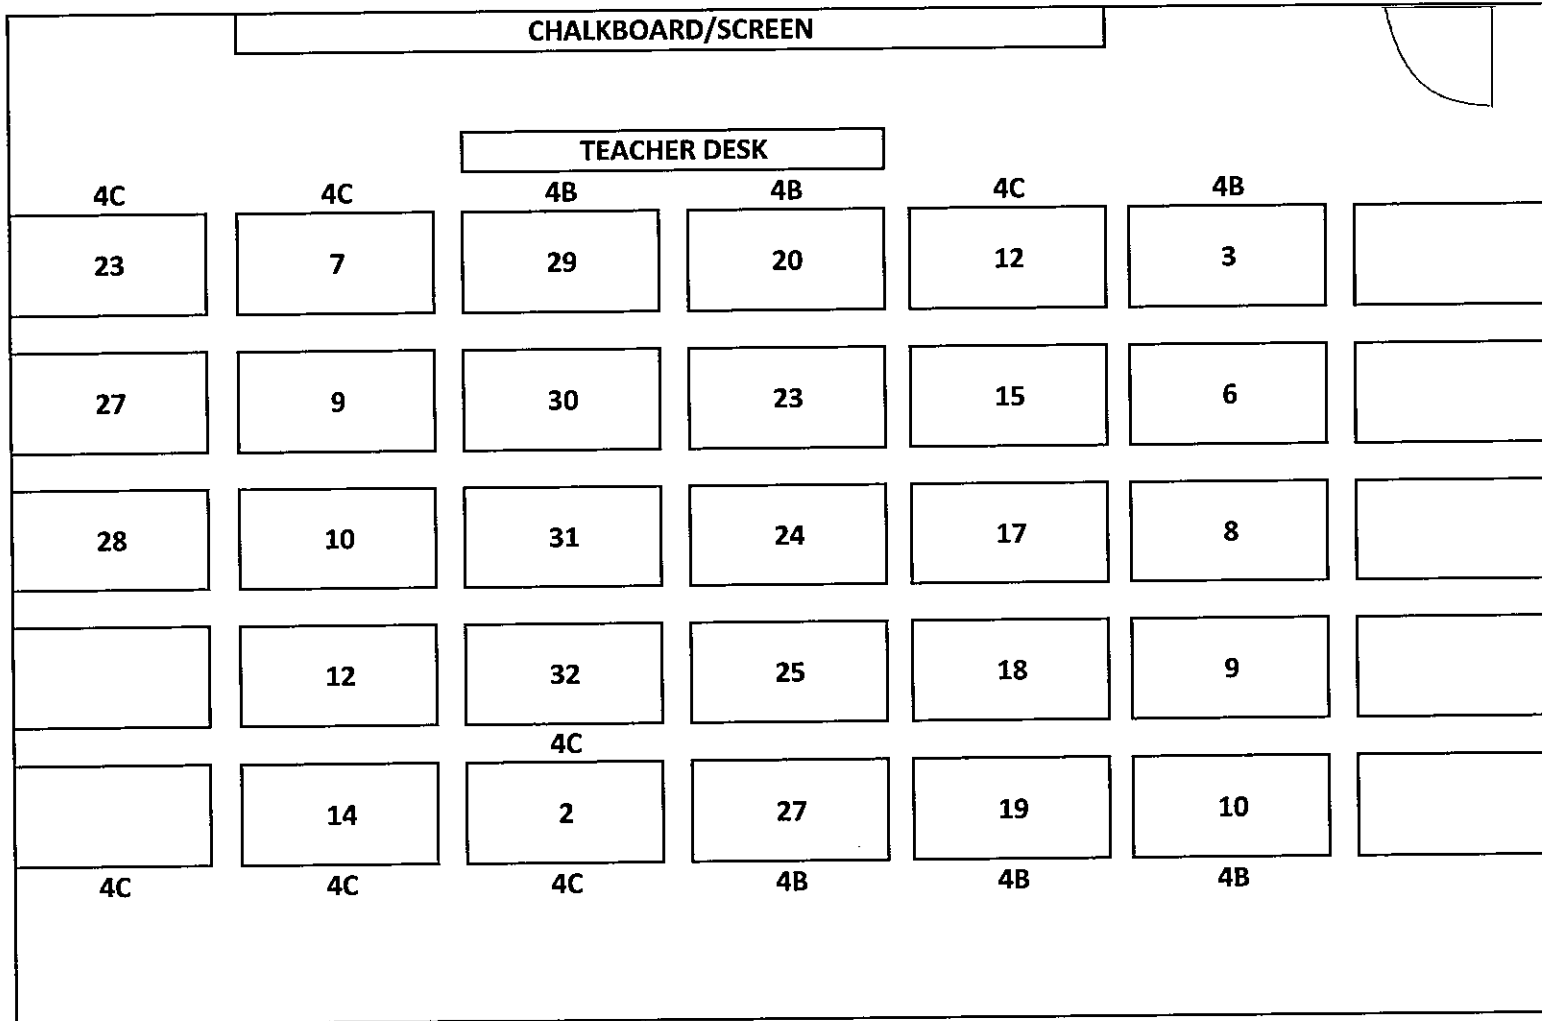 CHALKBOARD/SCREEN
TEACHER DESK
4C 4C 4B 4B 4C 4B
23 7 29 20 12 3
27 9 30 23 15 6
28 10 31 24 17 8
12 32 25 18 9
4C
14 2 27 19 10
4C 4C 4C 4B 4B 4B